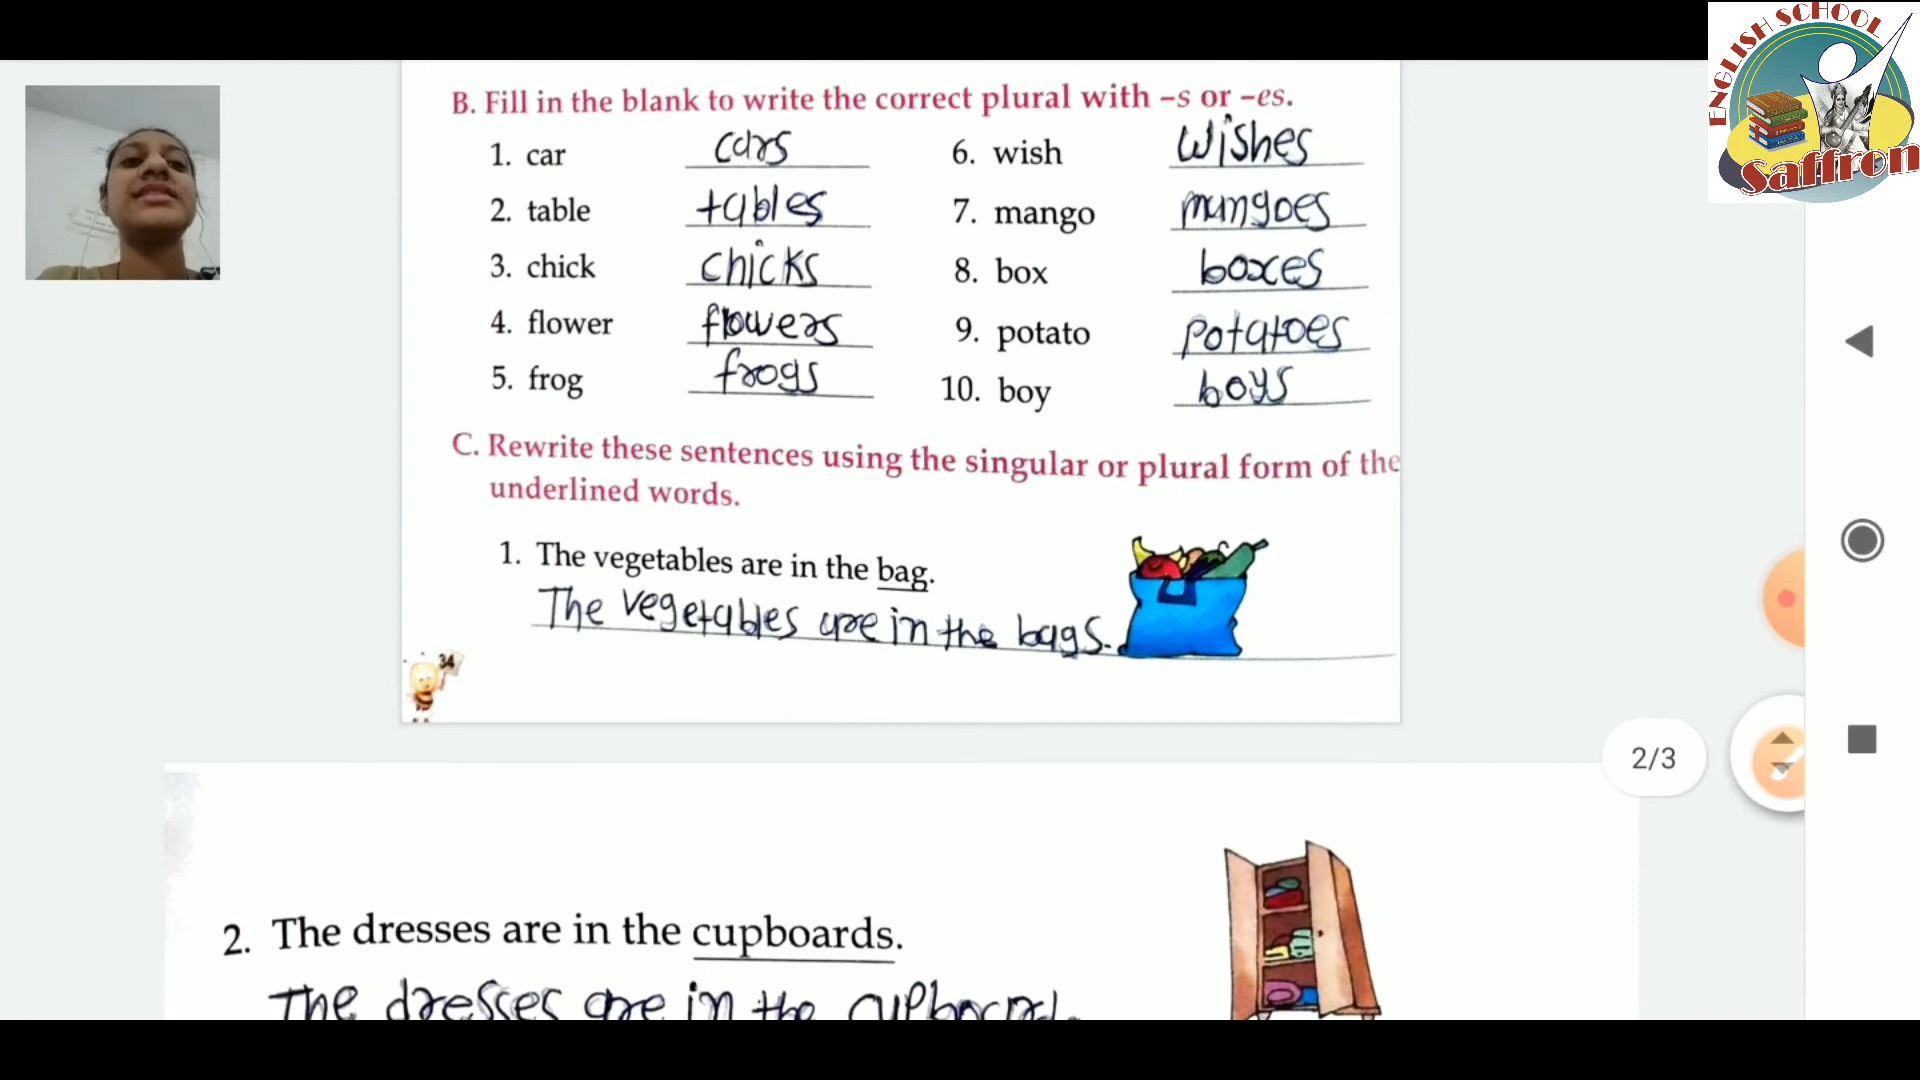 ENGLISH SCHOOL
Saffron
B. Fill in the blank to write the correct plural with –s or –es.
1. car cars 6. wish wishes
2. table tables 7. mango mangoes
3. chick chicks 8. box boxes
4. flower flowers 9. potato potatoes
5. frog frogs 10. boy boys
C. Rewrite these sentences using the singular or plural form of the
underlined words.
1. The vegetables are in the bag.
The vegetables are in the bags.
34
2/3
2. The dresses are in the cupboards.
The dresses are in the cupboard.